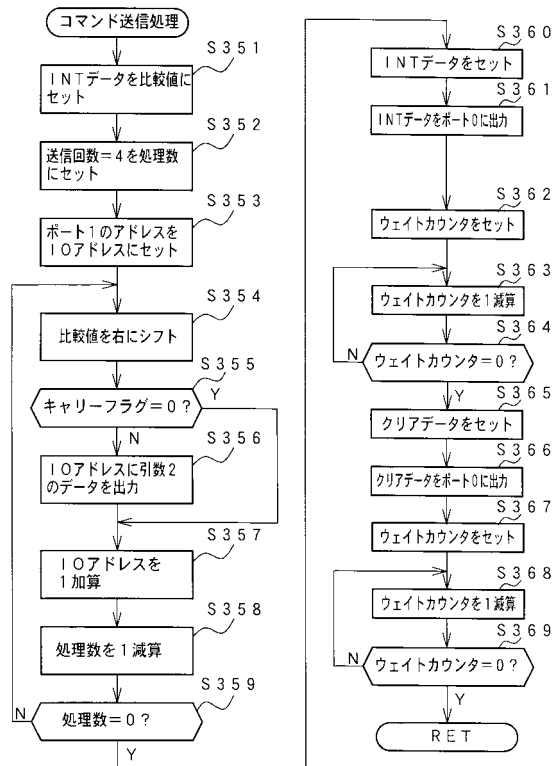 コマンド送信処理
S351
INTデータを比較値に
セット
S352
送信回数=4を処理数
にセット
S353
ポート1のアドレスを
IOアドレスにセット
S354
比較値を右にシフト
S355
キャリーフラグ=0?
Y
N
S356
IOアドレスに引数2
のデータを出力
S357
IOアドレスを
1加算
S358
処理数を1減算
S359
N
処理数=0?
Y
S360
INTデータをセット
S361
INTデータをポート0に出力
S362
ウェイトカウンタをセット
S363
ウェイトカウンタを1減算
S364
N
ウェイトカウンタ=0?
Y
S365
クリアデータをセット
S366
クリアデータをポート0に出力
S367
ウェイトカウンタをセット
S368
ウェイトカウンタを1減算
S369
N
ウェイトカウンタ=0?
Y
RET